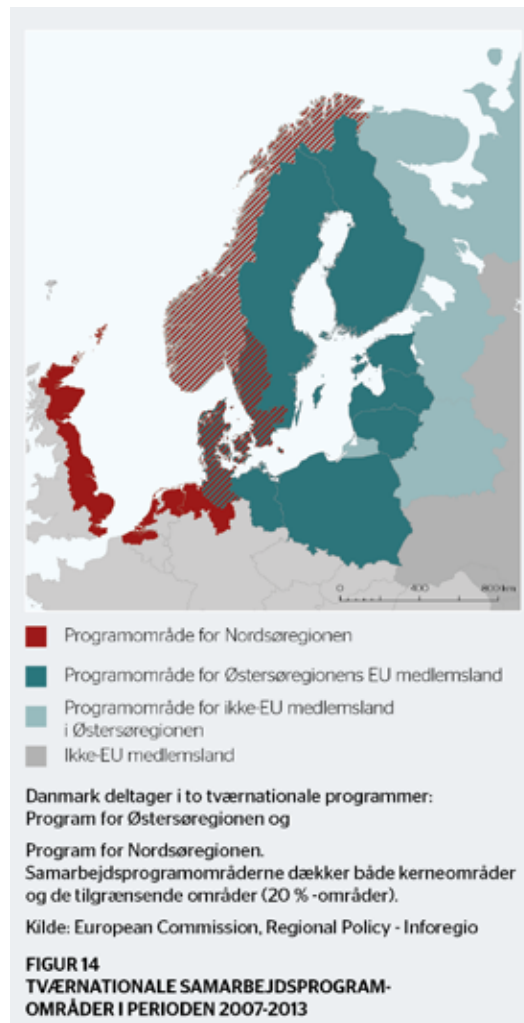 0 400 800 km
Programområde for Nordsøregionen
Programområde for Østersøregionens EU medlemsland
Programområde for ikke-EU medlemsland
i Østersøregionen
Ikke-EU medlemsland
Danmark deltager i to tværnationale programmer:
Program for Østersøregionen og
Program for Nordsøregionen.
Samarbejdsprogramområderne dækker både kerneområder
og de tilgrænsende områder (20 % -områder).
Kilde: European Commission, Regional Policy - Inforegio
FIGUR 14
TVÆRNATIONALE SAMARBEJDSPROGRAM-
OMRÅDER I PERIODEN 2007-2013